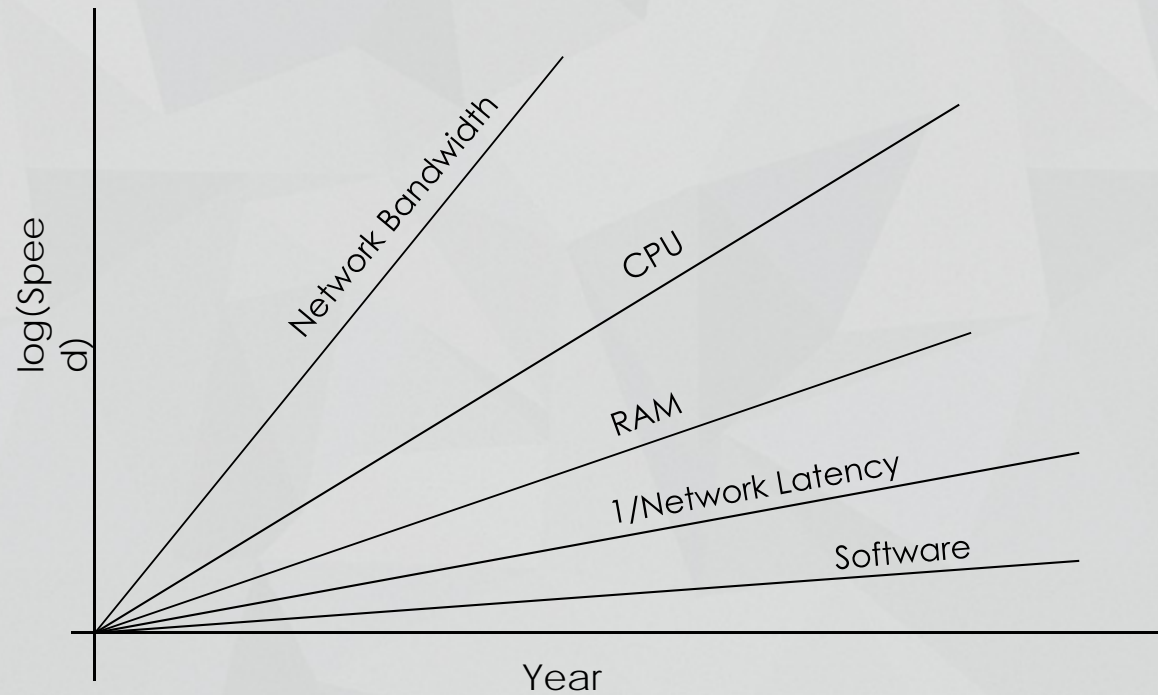 Network Bandwidth
CPU
log(Spee
d)
RAM
1/Network Latency
Software
Year